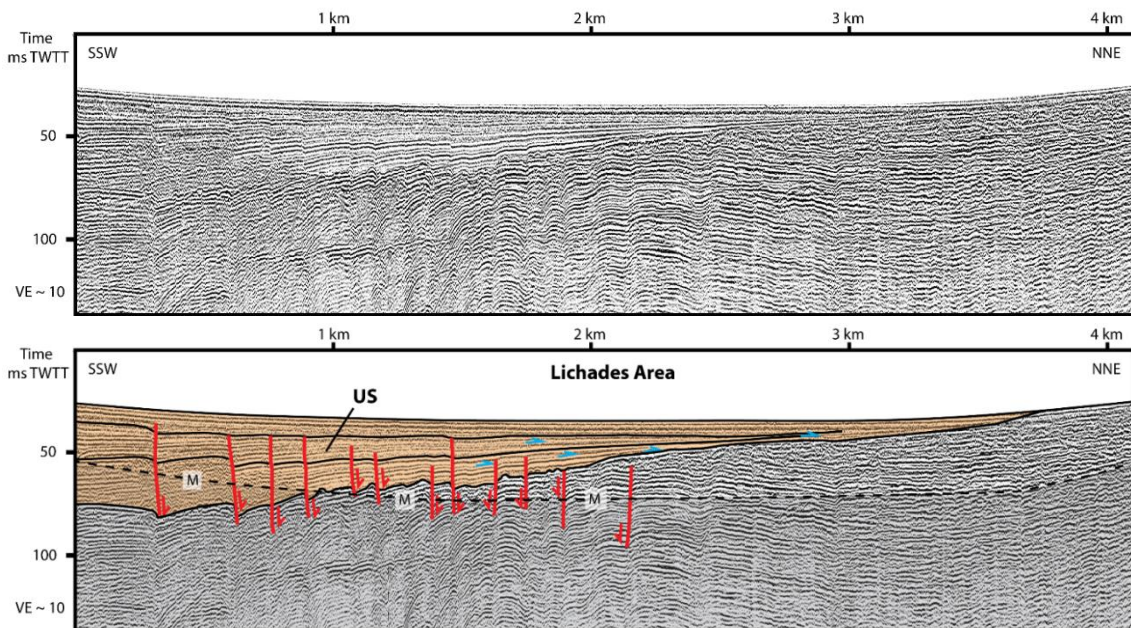 1 km 2 km 3 km 4 km
Time
ms TWTT
SSW NNE
50
100
VE ~ 10
1 km 2 km 3 km 4 km
Time
ms TWTT
SSW Lichades Area NNE
US
50
M
M M
100
VE ~ 10